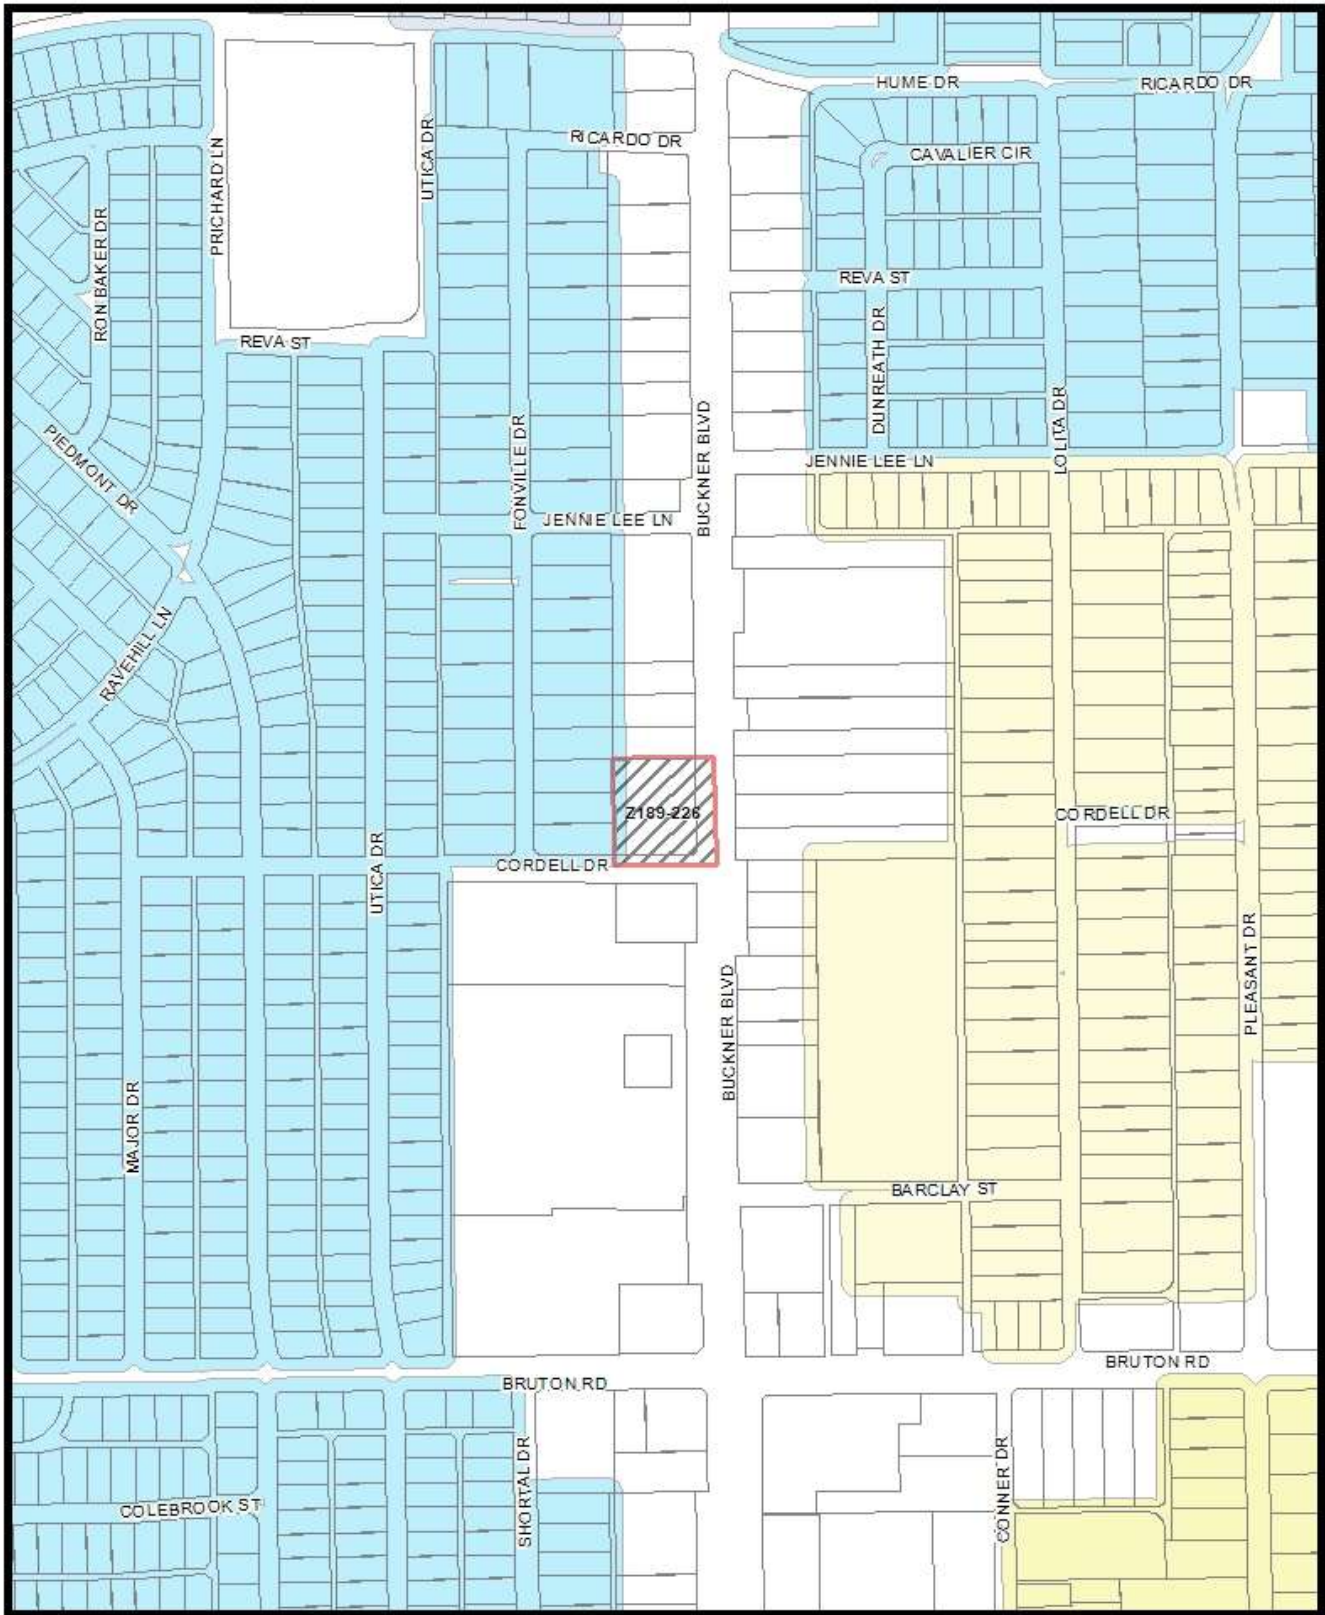 HUME DR
RICARDO DR
RICARDO DR
UTICA DR
CAVALIER CIR
PRICHARD LN
RON BAKER DR
REVA ST
REVA ST
DUNREATH DR
LOLITA DR
PIEDMONT DR
FONVILLE DR
BUCKNER BLVD
JENNIE LEE LN
JENNIE LEE LN
RAVEHILL LN
Z189-226
CORDELL DR
CORDELL DR
UTICA DR
PLEASANT DR
BUCKNER BLVD
MAJOR DR
BARCLAY ST
BRUTON RD
BRUTON RD
COLEBROOK ST
SHORTAL DR
CONNER DR